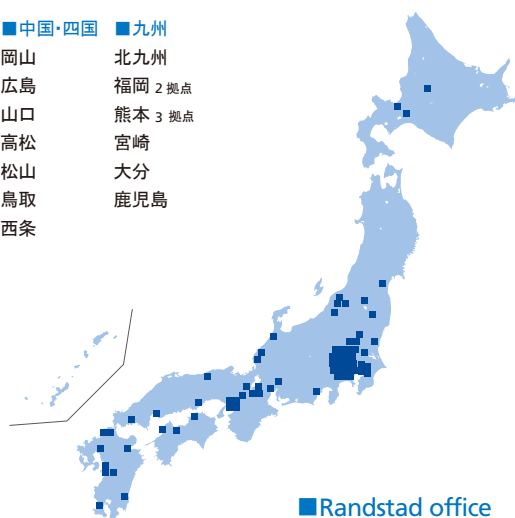 ■中国・四国
岡山
広島
山口
高松
松山
鳥取
西条
■九州
北九州
福岡 2 拠点
熊本 3 拠点
宮崎
大分
鹿児島
■Randstad office